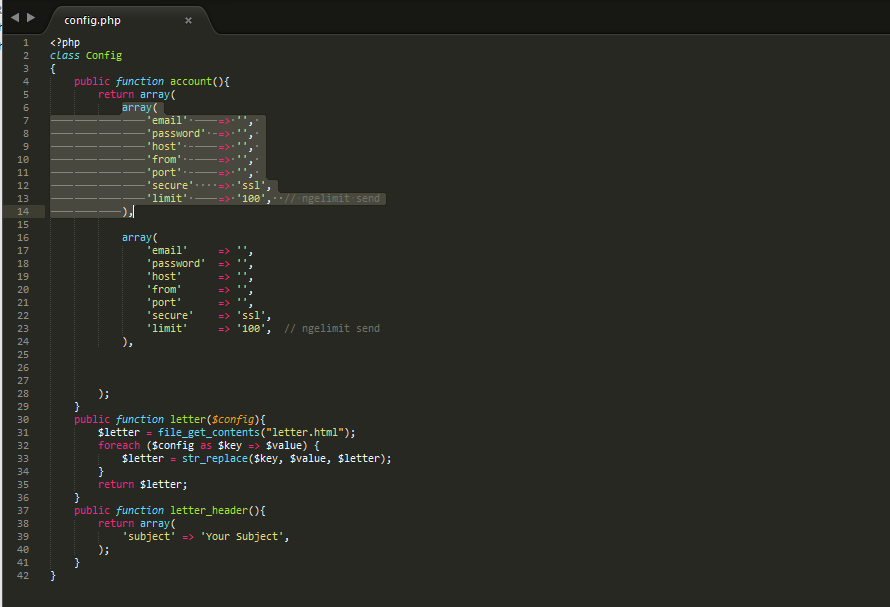 config.php ×
1 <?php
2 class Config
3 {
4 public function account(){
5 return array(
6 array(
7 'email' => '',
8 'password' => '',
9 'host' => '',
10 'from' => '',
11 'port' => '',
12 'secure' => 'ssl',
13 'limit' => '100', // ngelimit send
14 ),
15
16 array(
17 'email' => '',
18 'password' => '',
19 'host' => '',
20 'from' => '',
21 'port' => '',
22 'secure' => 'ssl',
23 'limit' => '100', // ngelimit send
24 ),
25
26
27
28 );
29 }
30 public function letter($config){
31 $letter = file_get_contents("letter.html");
32 foreach ($config as $key => $value) {
33 $letter = str_replace($key, $value, $letter);
34 }
35 return $letter;
36 }
37 public function letter_header(){
38 return array(
39 'subject' => 'Your Subject',
40 );
41 }
42 }